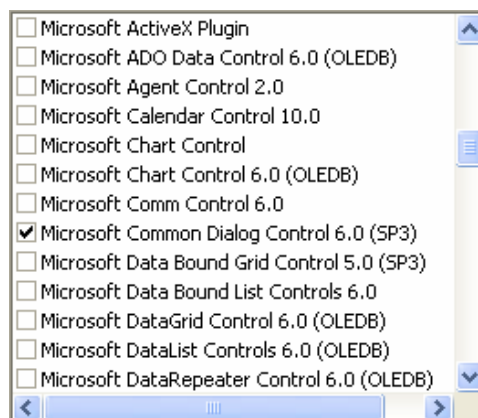 Microsoft ActiveX Plugin
Microsoft ADO Data Control 6.0 (OLEDB)
Microsoft Agent Control 2.0
Microsoft Calendar Control 10.0
Microsoft Chart Control
Microsoft Chart Control 6.0 (OLEDB)
Microsoft Comm Control 6.0
Microsoft Common Dialog Control 6.0 (SP3)
Microsoft Data Bound Grid Control 5.0 (SP3)
Microsoft Data Bound List Controls 6.0
Microsoft DataGrid Control 6.0 (OLEDB)
Microsoft DataList Controls 6.0 (OLEDB)
Microsoft DataRepeater Control 6.0 (OLEDB)